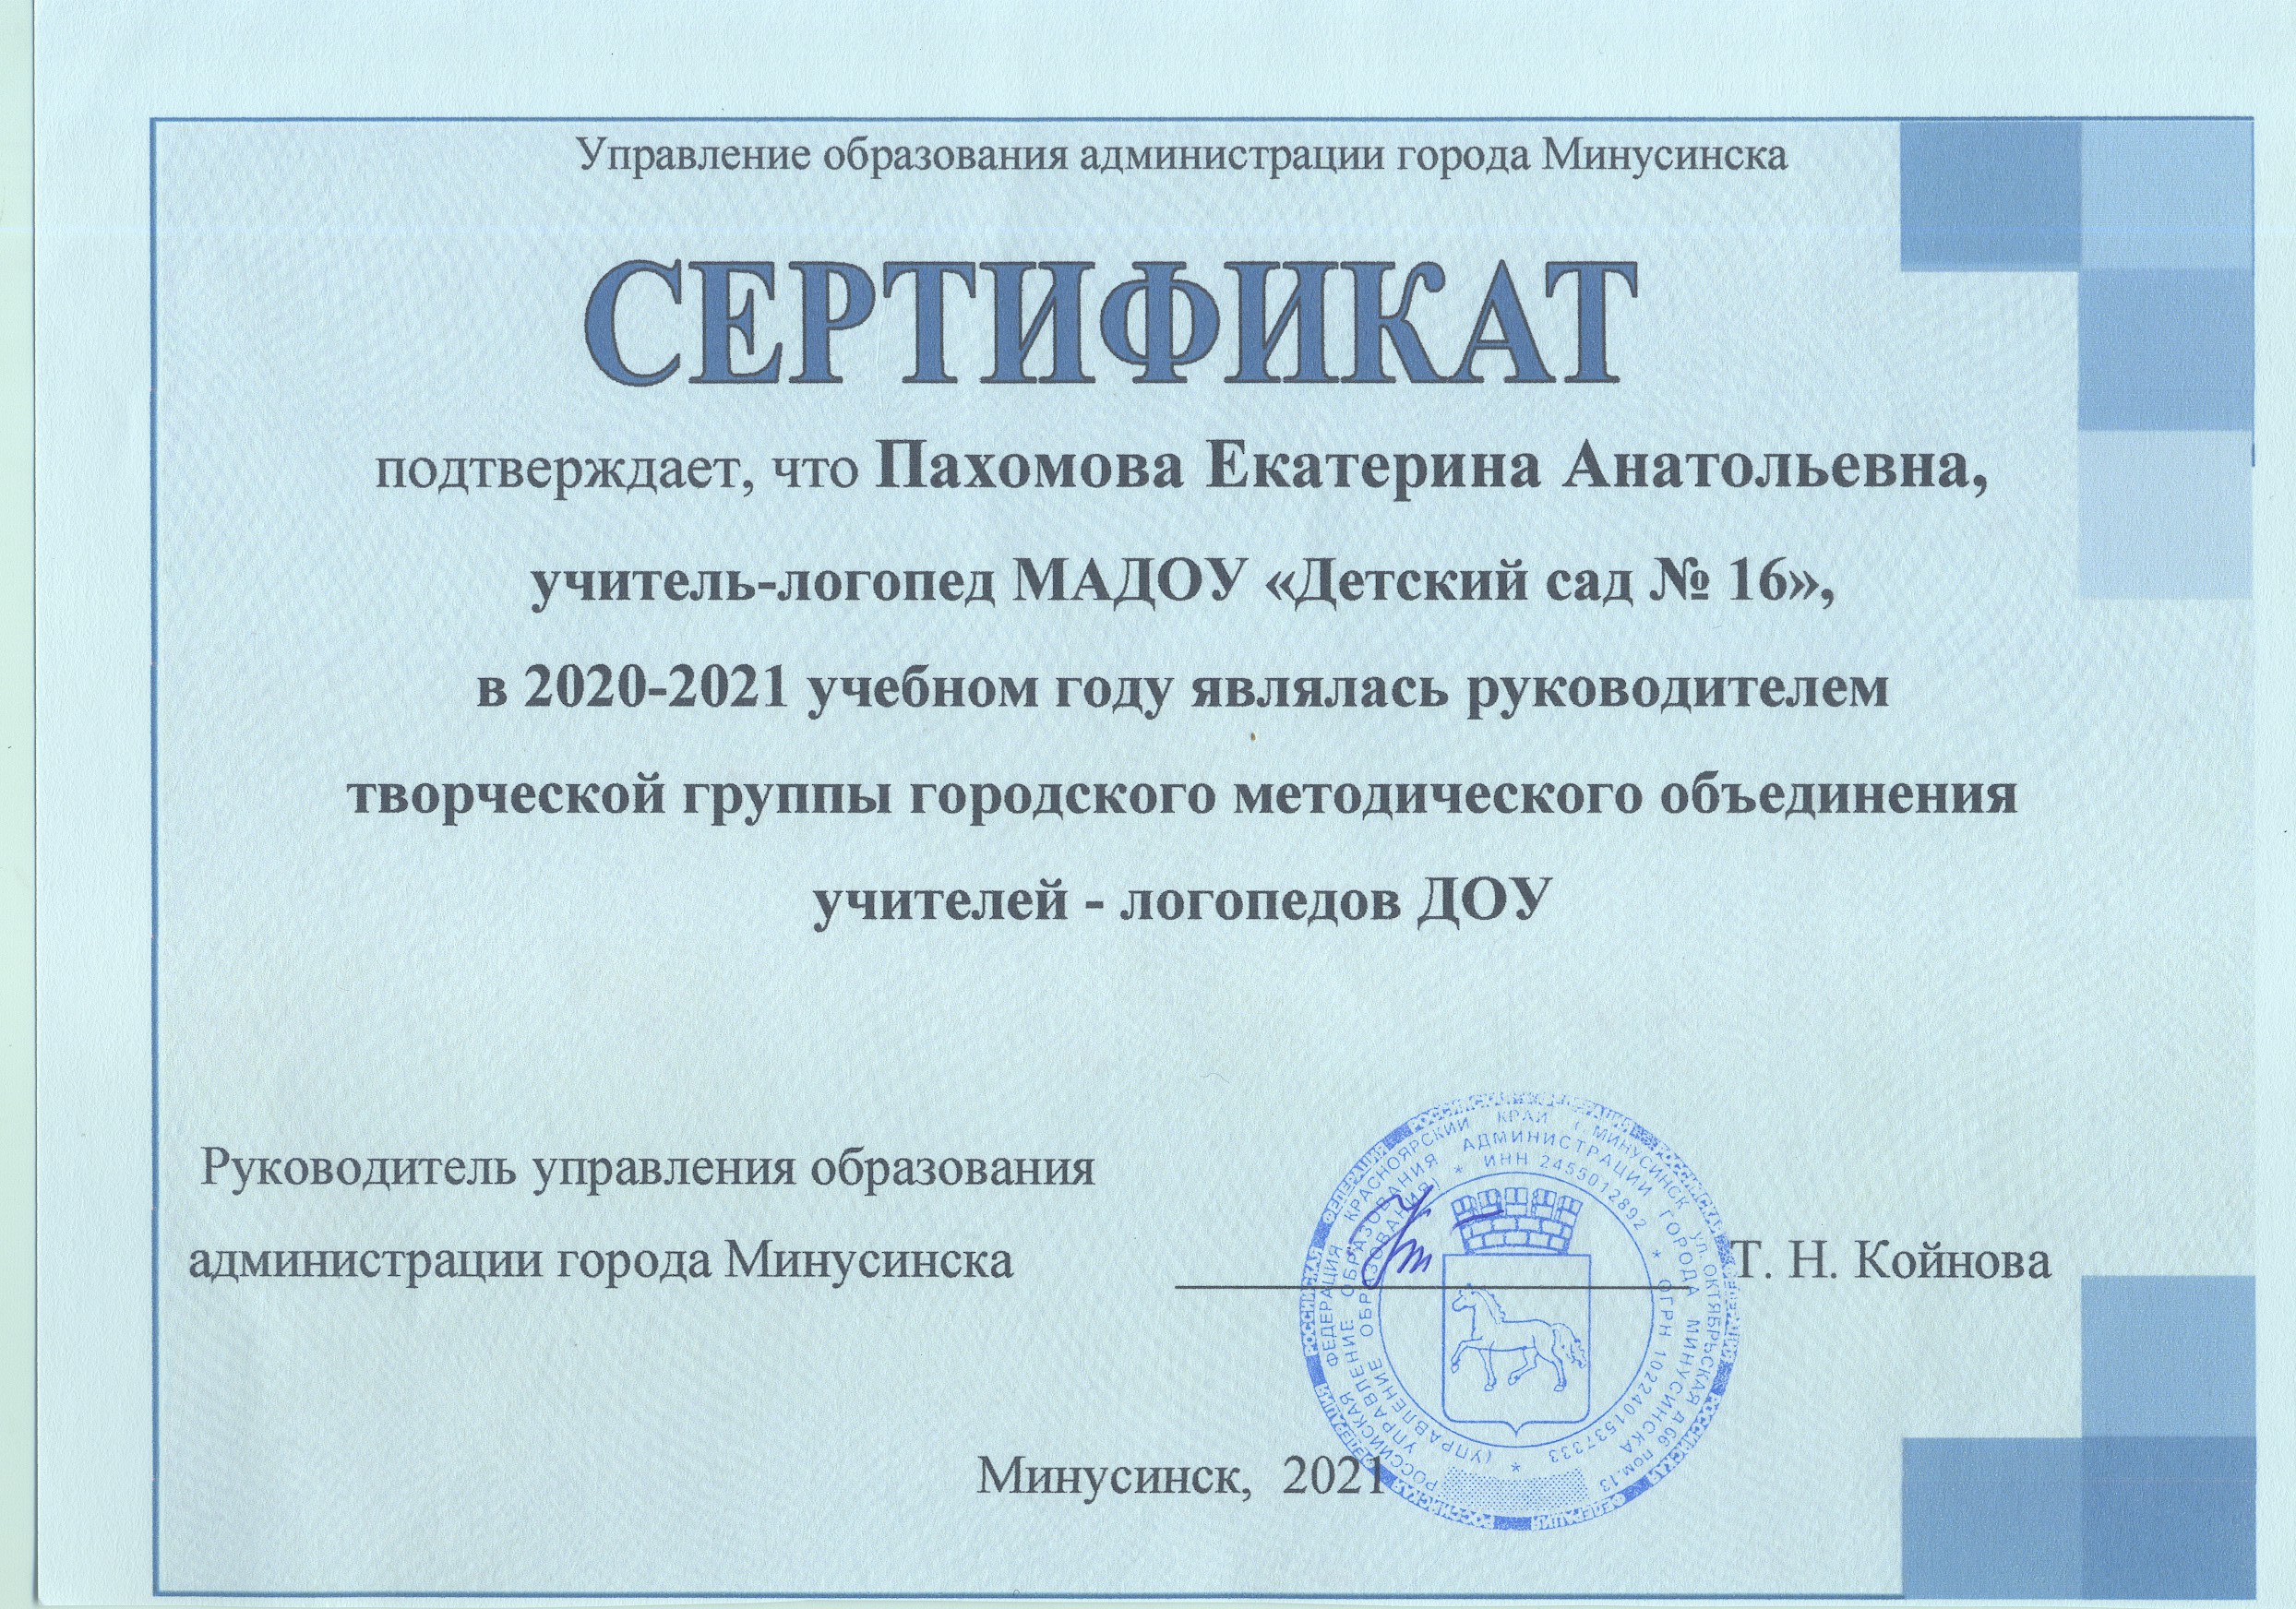 Управление образования администрации города Минусинска
СЕРТИФИКАТ
подтверждает, что Пахомова Екатерина Анатольевна,
учитель-логопед МАДОУ «Детский сад № 16»,
в 2020-2021 учебном году являлась руководителем
творческой группы городского методического объединения
учителей - логопедов ДОУ
Руководитель управления образования
администрации города Минусинска
Т. Н. Койнова
РОССИЙСКАЯ ФЕДЕРАЦИЯ
РОССИЙСКАЯ ФЕДЕРАЦИЯ КРАСНОЯРСКИЙ КРАЙ Г. МИНУСИНСК УЛ. ОКТЯБРЬСКАЯ Д.66 ПОМ.13
УПРАВЛЕНИЕ ОБРАЗОВАНИЯ АДМИНИСТРАЦИИ ГОРОДА МИНУСИНСКА
(УПРАВЛЕНИЕ ОБРАЗОВАНИЯ) * ИНН 2455012892 * ОГРН 1022401537333 *
Минусинск, 2021